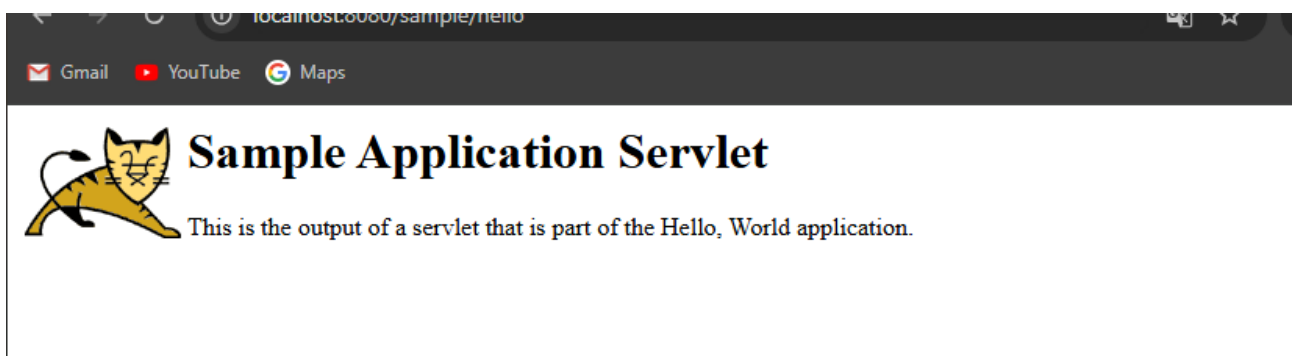 localhost:8080/sample/hello
Gmail YouTube Maps
Sample Application Servlet
This is the output of a servlet that is part of the Hello, World application.